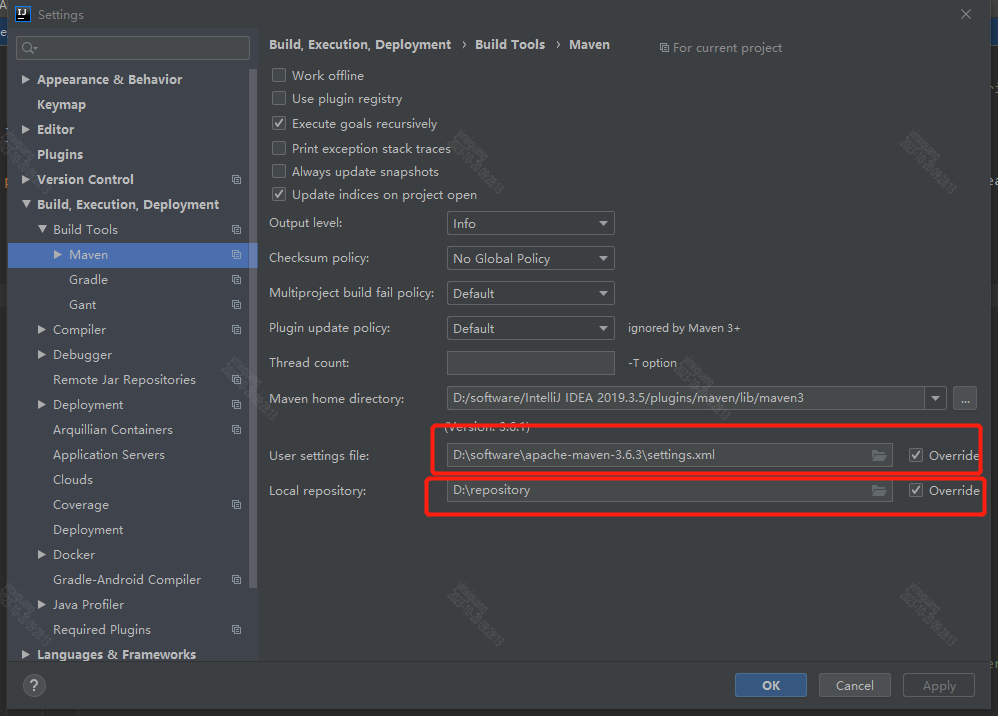 Settings
Build, Execution, Deployment › Build Tools › Maven
For current project
Work offline
Use plugin registry
Execute goals recursively
Print exception stack traces
Always update snapshots
Update indices on project open
Output level: Info
Checksum policy: No Global Policy
Multiproject build fail policy: Default
Plugin update policy: Default ignored by Maven 3+
Thread count: -T option
Maven home directory: D:/software/IntelliJ IDEA 2019.3.5/plugins/maven/lib/maven3 ...
(Version: 3.6.1)
User settings file: D:\software\apache-maven-3.6.3\settings.xml Override
Local repository: D:\repository Override
Appearance & Behavior
Keymap
Editor
Plugins
Version Control
Build, Execution, Deployment
Build Tools
Maven
Gradle
Gant
Compiler
Debugger
Remote Jar Repositories
Deployment
Arquillian Containers
Application Servers
Clouds
Coverage
Deployment
Docker
Gradle-Android Compiler
Java Profiler
Required Plugins
Languages & Frameworks
?
OK
Cancel
Apply